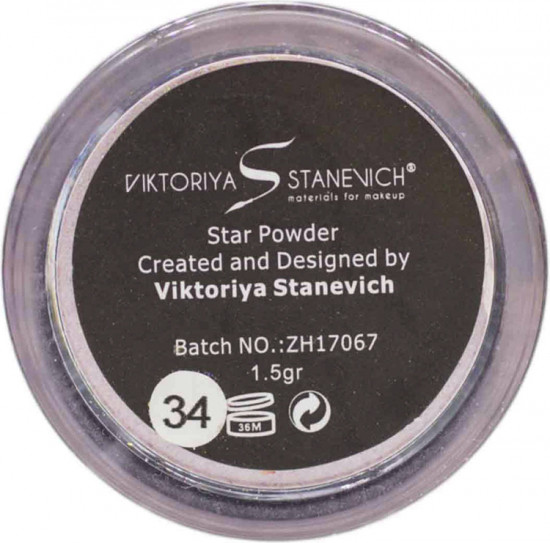 VIKTORIYA S STANEVICH®
materials for makeup
Star Powder
Created and Designed by
Viktoriya Stanevich
Batch NO.:ZH17067
1.5gr
34
36M